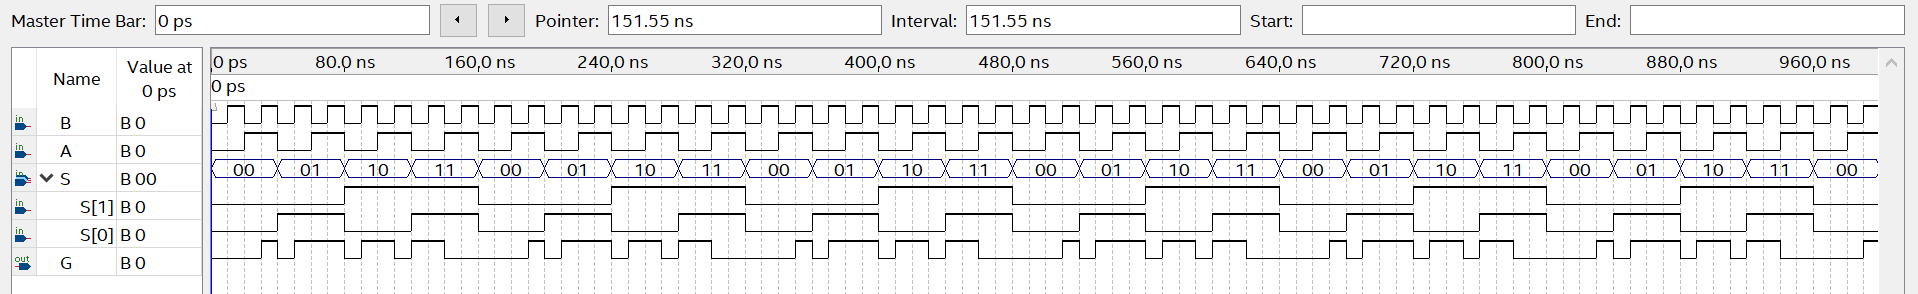 Master Time Bar: 0 ps Pointer: 151.55 ns Interval: 151.55 ns Start: End:
Name Value at 0 ps
0 ps 80.0 ns 160,0 ns 240,0 ns 320,0 ns 400,0 ns 480,0 ns 560,0 ns 640,0 ns 720,0 ns 800,0 ns 880,0 ns 960,0 ns
0 ps
in B B 0
in A B 0
in S B 00 00 01 10 11 00 01 10 11 00 01 10 11 00 01 10 11 00 01 10 11 00 01 10 11 00
in S[1] B 0
in S[0] B 0
out G B 0